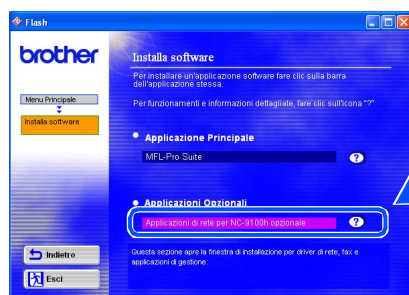 Flash
brother
Installa software
Per installare un'applicazione software fare clic sulla barra
dell'applicazione stessa.
Per funzionamenti e informazioni dettagliate, fare clic sull'icona "?"
Menu Principale
Installa software
Applicazione Principale
MFL-Pro Suite
?
Applicazioni Opzionali
Applicazioni di rete per NC-9100h opzionale
?
Questa sezione apre la finestra di installazione per driver di rete, fax e
applicazioni di gestione.
Indietro
Esci